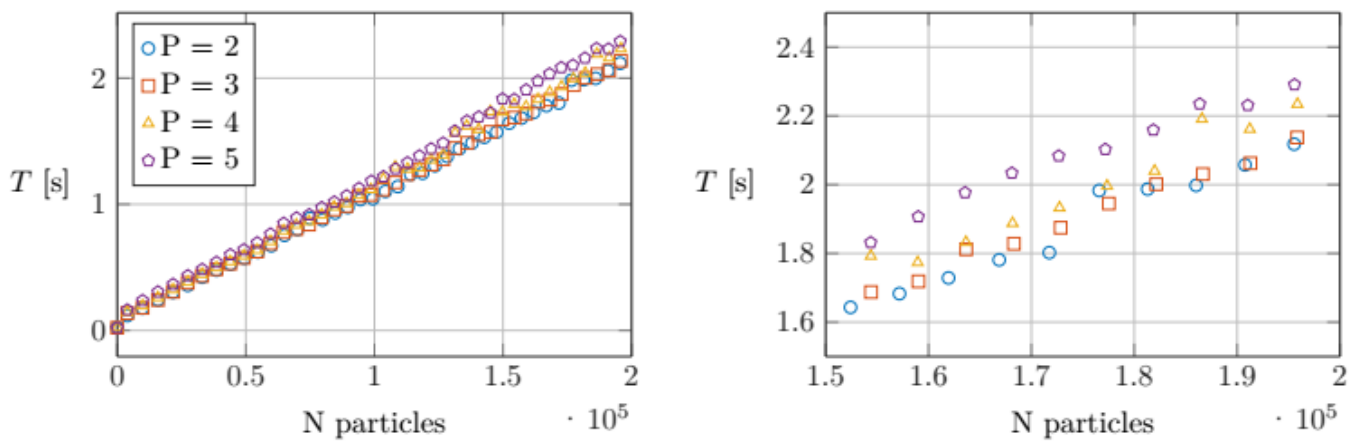 P = 2
P = 3
P = 4
P = 5
T [s]
2
1
0
0 0.5 1 1.5 2
N particles
· 10^5
T [s]
2.4
2.2
2
1.8
1.6
1.5 1.6 1.7 1.8 1.9 2
N particles
· 10^5